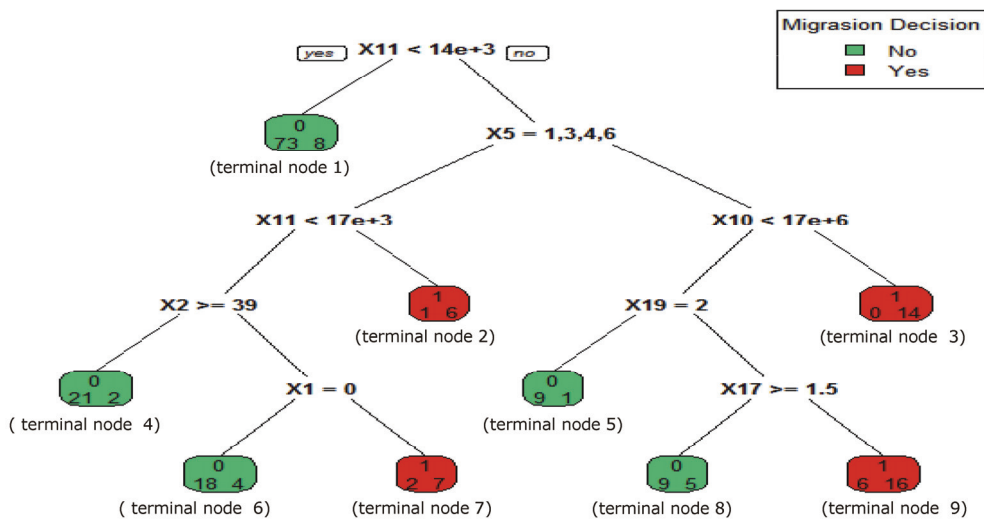 Migrasion Decision
No
Yes
yes X11 < 14e+3 no
0
73 8
(terminal node 1)
X5 = 1,3,4,6
X11 < 17e+3
X10 < 17e+6
X2 >= 39
1
1 6
(terminal node 2)
X19 = 2
1
0 14
(terminal node 3)
0
21 2
( terminal node 4)
X1 = 0
0
9 1
(terminal node 5)
X17 >= 1.5
0
18 4
( terminal node 6)
1
2 7
(terminal node 7)
0
9 5
(terminal node 8)
1
6 16
(terminal node 9)